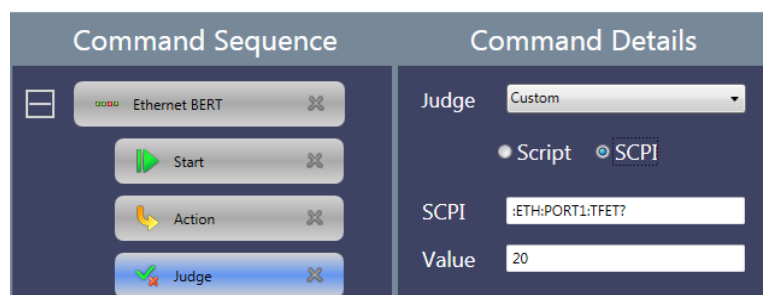 Command Sequence
Command Details
Ethernet BERT
Start
Action
Judge
Judge
Custom
Script
SCPI
SCPI
:ETH:PORT1:TFET?
Value
20